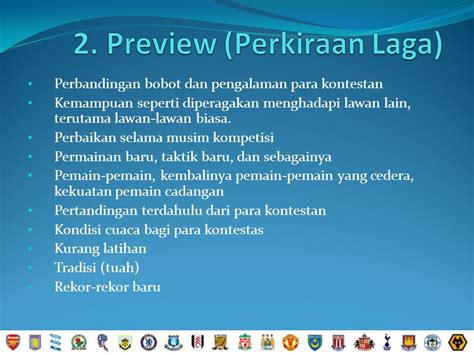 2. Preview (Perkiraan Laga)
• Perbandingan bobot dan pengalaman para kontestan
• Kemampuan seperti diperagakan menghadapi lawan lain,
terutama lawan-lawan biasa.
• Perbaikan selama musim kompetisi
• Permainan baru, taktik baru, dan sebagainya
• Pemain-pemain, kembalinya pemain-pemain yang cedera,
kekuatan pemain cadangan
• Pertandingan terdahulu dari para kontestan
• Kondisi cuaca bagi para kontestas
• Kurang latihan
• Tradisi (tuah)
• Rekor-rekor baru